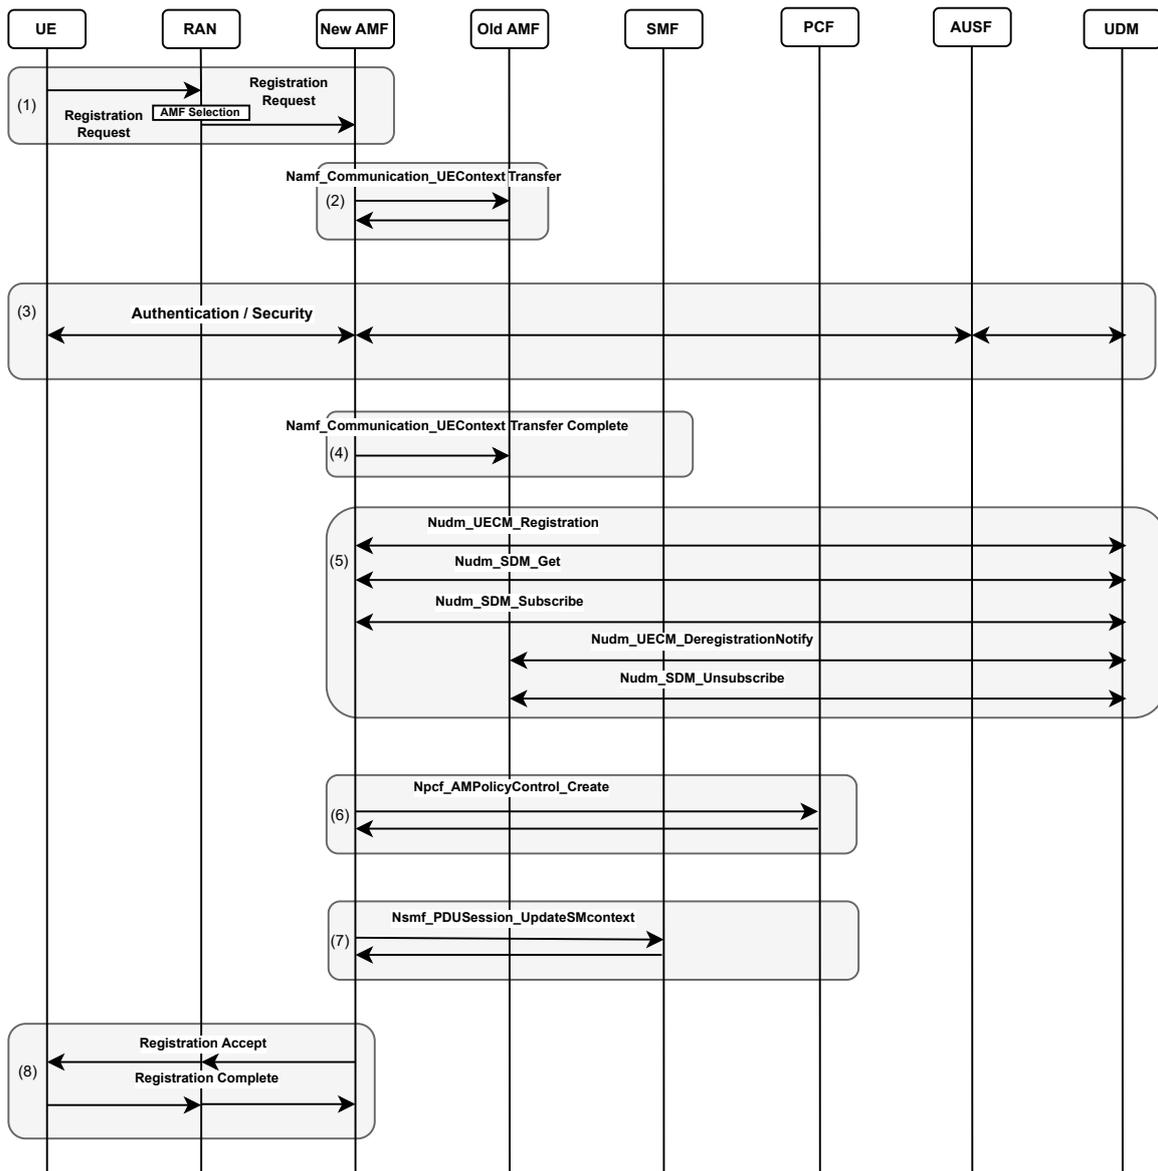 UE
RAN
New AMF
Old AMF
SMF
PCF
AUSF
UDM
(1)
Registration
Request
AMF Selection
Registration
Request
Namf_Communication_UEContext Transfer
(2)
(3)
Authentication / Security
Namf_Communication_UEContext Transfer Complete
(4)
Nudm_UECM_Registration
(5)
Nudm_SDM_Get
Nudm_SDM_Subscribe
Nudm_UECM_DeregistrationNotify
Nudm_SDM_Unsubscribe
Npcf_AMPolicyControl_Create
(6)
Nsmf_PDUSession_UpdateSMcontext
(7)
Registration Accept
(8)
Registration Complete